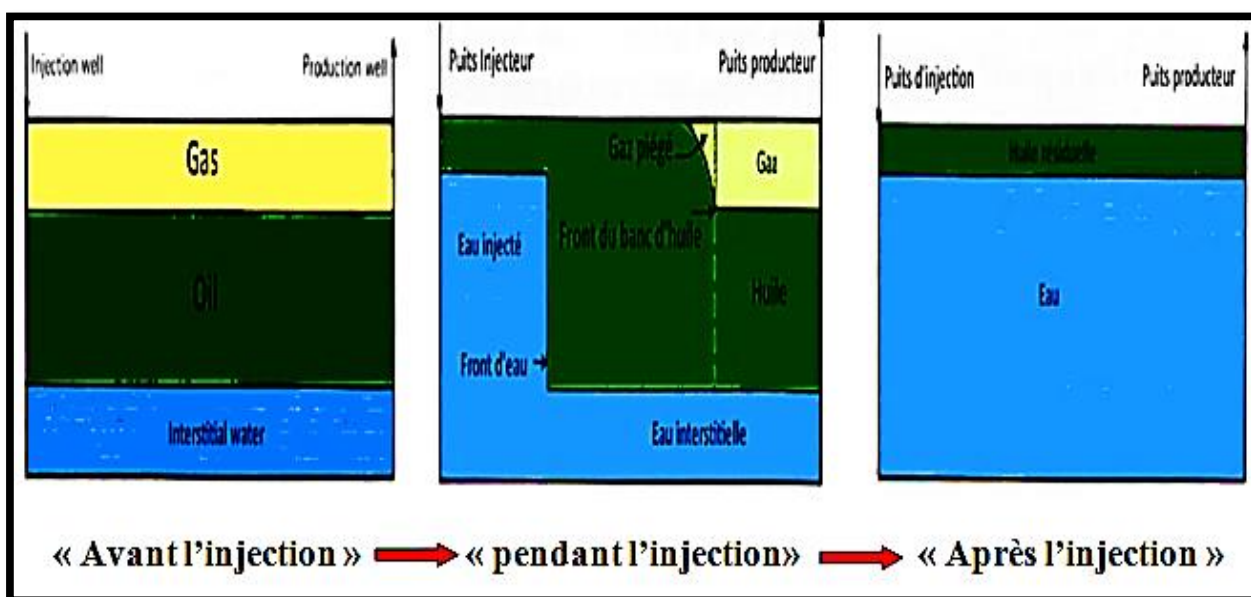 Injection well
Production well
Gas
Oil
Interstitial water
Puits Injecteur
Puits producteur
Gaz piégé
Gaz
Eau injecté
Front du banc d'huile
Huile
Front d'eau
Eau interstitielle
Puits d'injection
Puits producteur
Huile résiduelle
Eau
« Avant l'injection »
« pendant l'injection»
« Après l'injection »